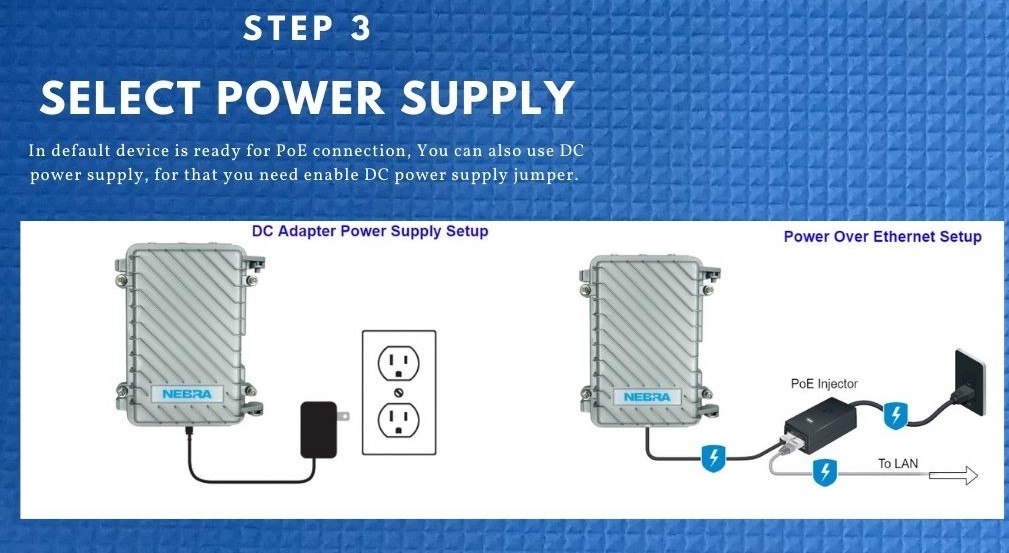 STEP 3
SELECT POWER SUPPLY
In default device is ready for PoE connection, You can also use DC
power supply, for that you need enable DC power supply jumper.
DC Adapter Power Supply Setup
Power Over Ethernet Setup
NEBRA
NEBRA
PoE Injector
To LAN